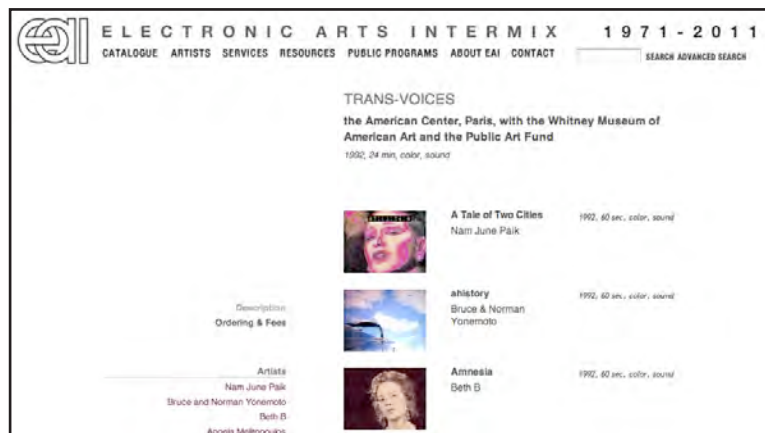 eai
ELECTRONIC ARTS INTERMIX 1971-2011
CATALOGUE ARTISTS SERVICES RESOURCES PUBLIC PROGRAMS ABOUT EAI CONTACT
SEARCH ADVANCED SEARCH
TRANS-VOICES
the American Center, Paris, with the Whitney Museum of
American Art and the Public Art Fund
1992, 24 min, color, sound
A Tale of Two Cities
Nam June Paik
1992, 60 sec, color, sound
ahistory
Bruce & Norman
Yonemoto
1992, 60 sec, color, sound
Description
Ordering & Fees
Amnesia
Beth B
1992, 60 sec, color, sound
Artists
Nam June Paik
Bruce and Norman Yonemoto
Beth B
Angela Melitopoulos